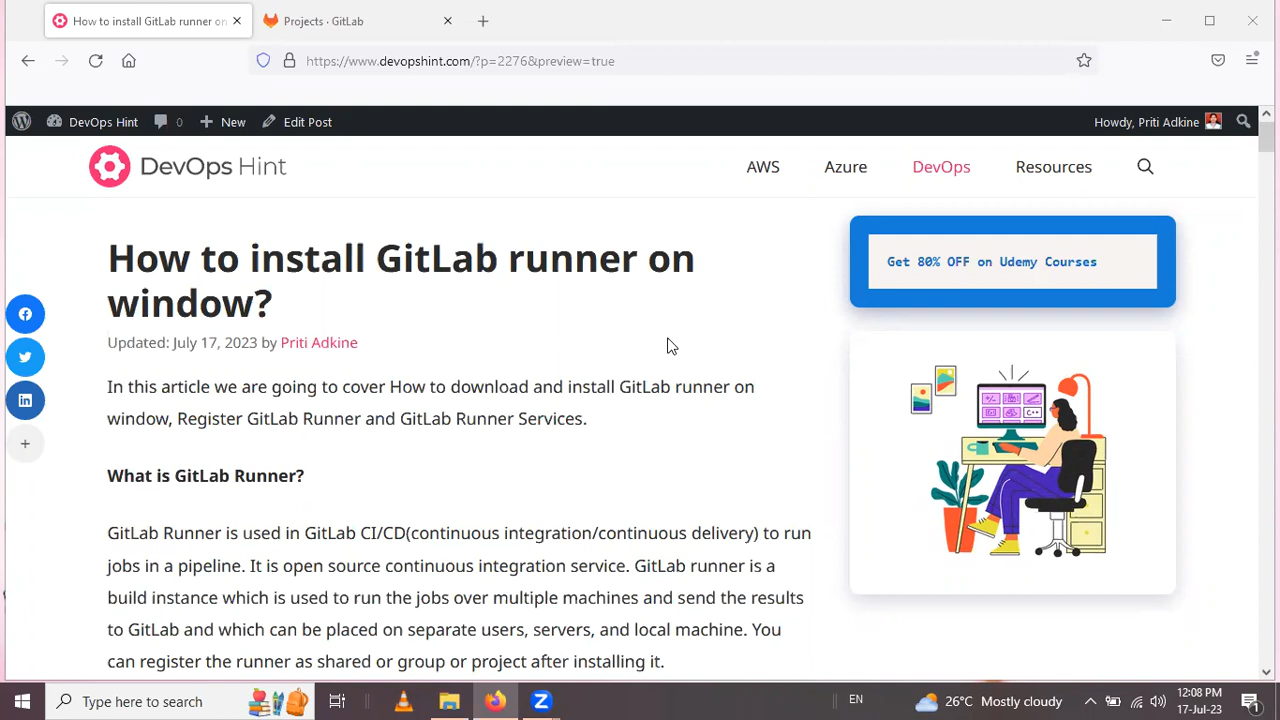 How to install GitLab runner on
Projects · GitLab
https://www.devopshint.com/?p=2276&preview=true
DevOps Hint
0
New
Edit Post
Howdy, Priti Adkine
DevOps Hint
AWS
Azure
DevOps
Resources
How to install GitLab runner on
window?
Updated: July 17, 2023 by Priti Adkine
In this article we are going to cover How to download and install GitLab runner on
window, Register GitLab Runner and GitLab Runner Services.
What is GitLab Runner?
GitLab Runner is used in GitLab CI/CD(continuous integration/continuous delivery) to run
jobs in a pipeline. It is open source continuous integration service. GitLab runner is a
build instance which is used to run the jobs over multiple machines and send the results
to GitLab and which can be placed on separate users, servers, and local machine. You
can register the runner as shared or group or project after installing it.
Get 80% OFF on Udemy Courses
C++
Type here to search
EN
26°C Mostly cloudy
12:08 PM
17-Jul-23
1